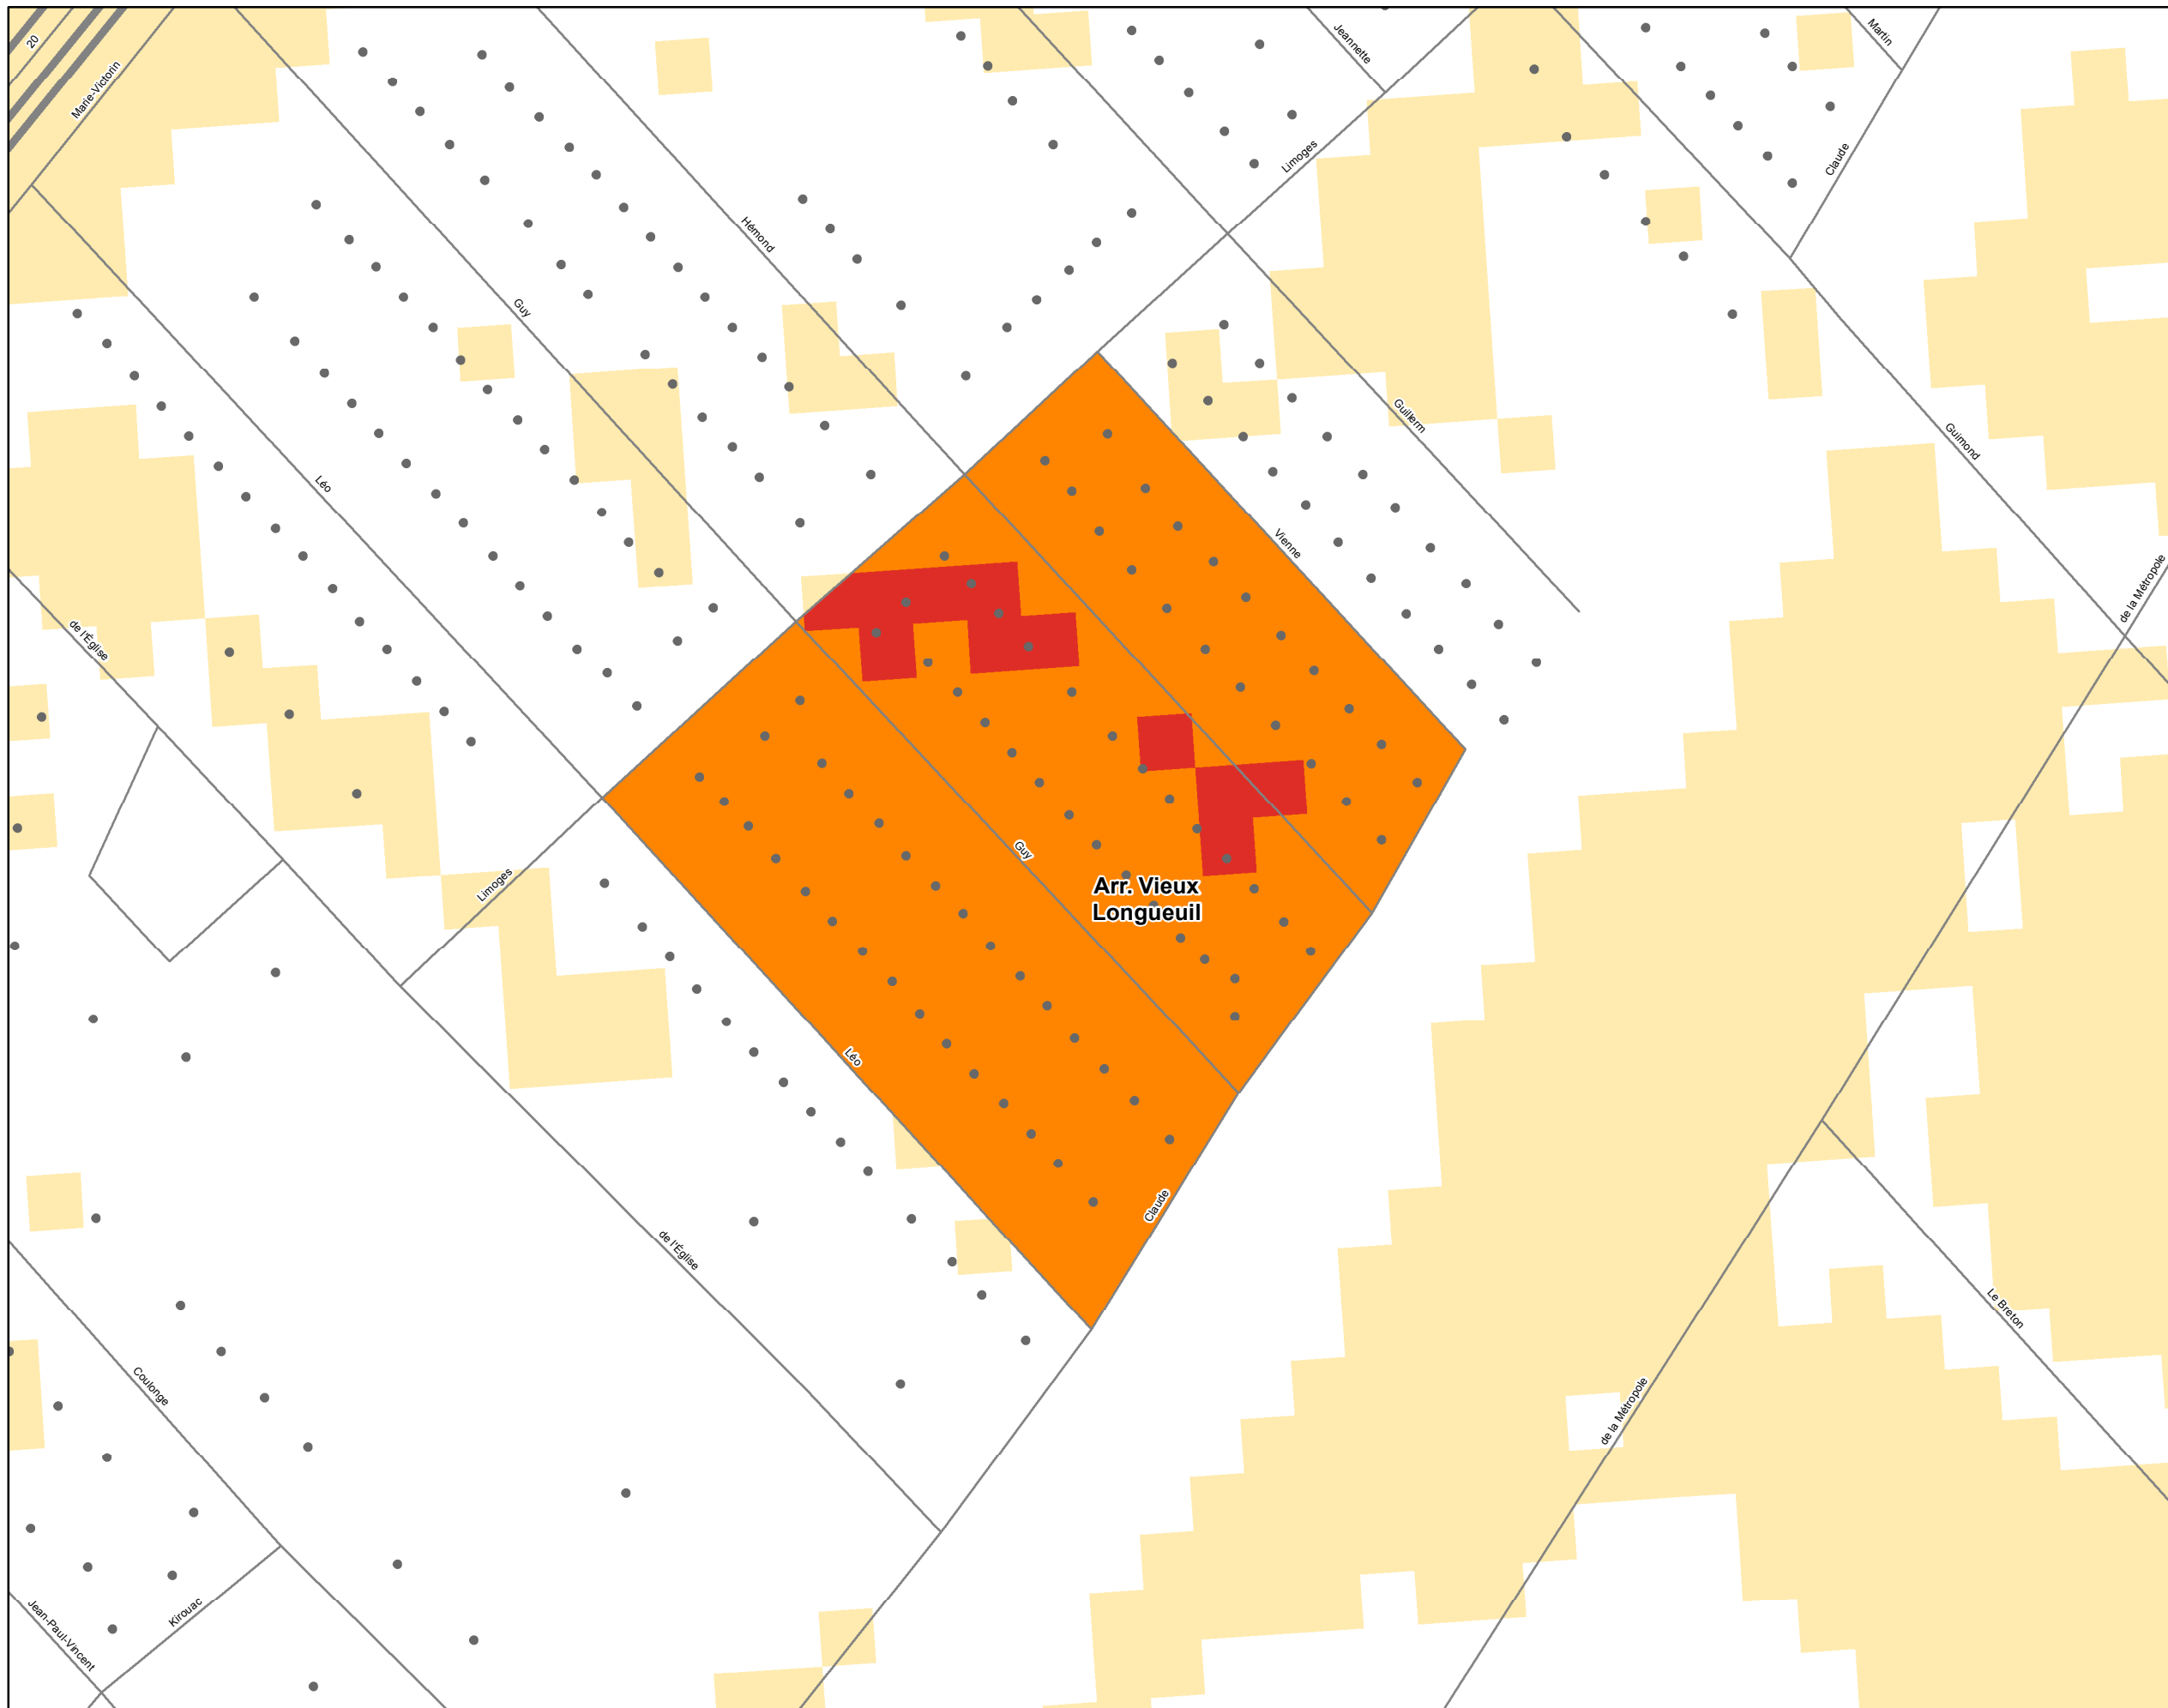 20
Marie-Victorin
Jeannette
Martin
Limoges
Claude
Hémond
Guy
Guillerm
Guimond
Léo
Vienne
de la Métropole
de l'Église
Guy
Arr. Vieux
Longueuil
Limoges
Léo
Claude
de l'Église
Le Breton
Coulonge
de la Métropole
Kirouac
Jean-Paul-Vincent